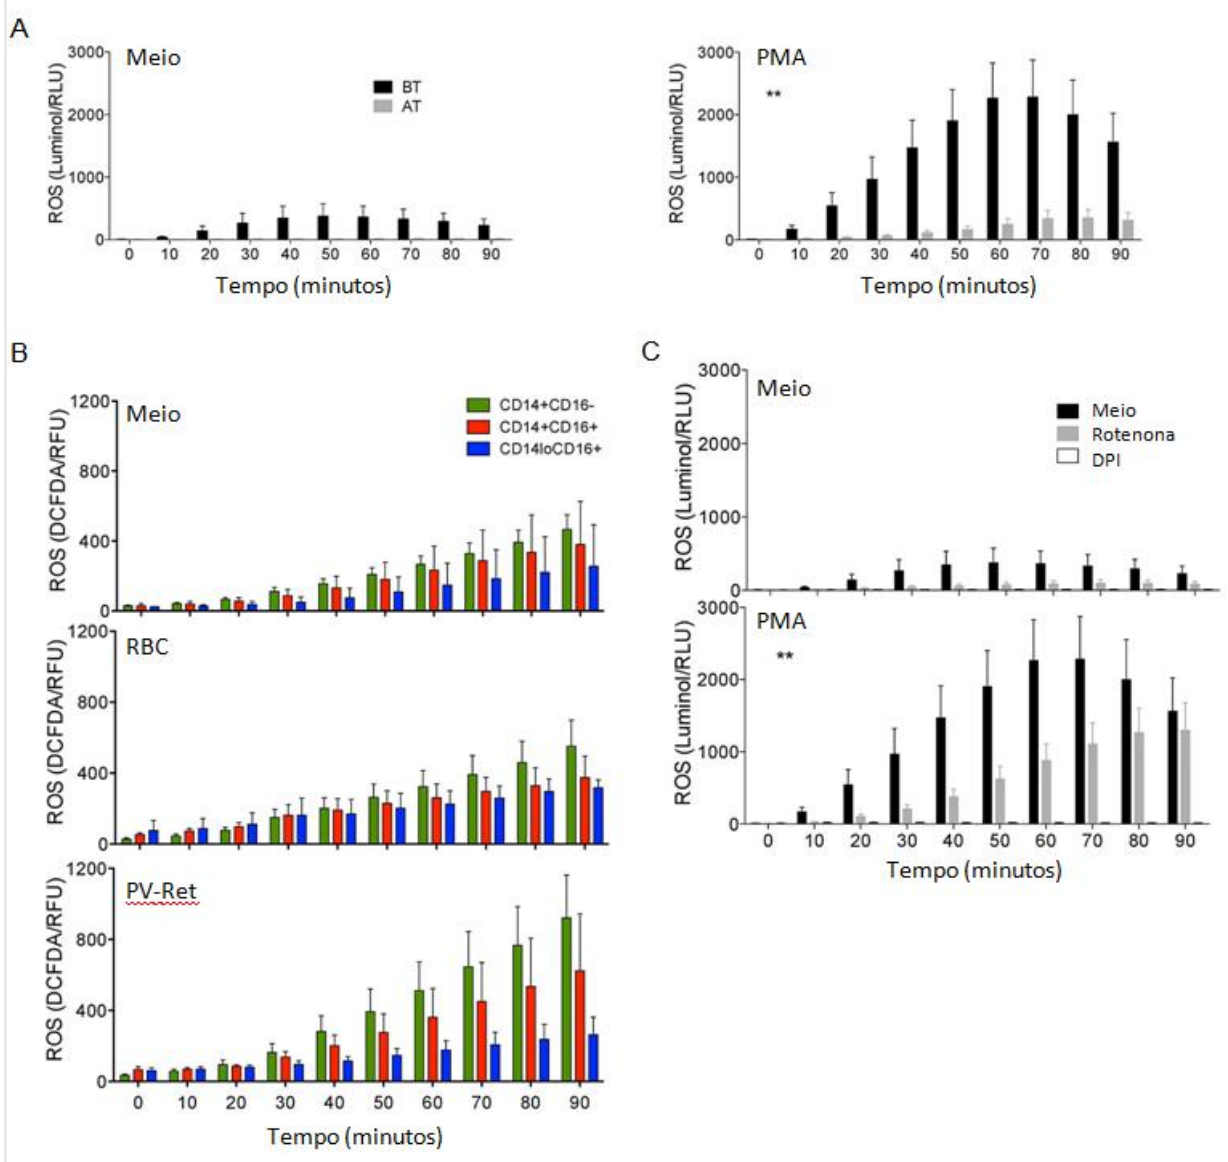 A
Meio
ROS (Luminol/RLU)
3000
2000
1000
0
BT
AT
0 10 20 30 40 50 60 70 80 90
Tempo (minutos)
PMA
**
ROS (Luminol/RLU)
3000
2000
1000
0
0 10 20 30 40 50 60 70 80 90
Tempo (minutos)
B
Meio
ROS (DCFDA/RFU)
1200
800
400
0
CD14+CD16-
CD14+CD16+
CD14loCD16+
RBC
ROS (DCFDA/RFU)
1200
800
400
0
PV-Ret
ROS (DCFDA/RFU)
1200
800
400
0
0 10 20 30 40 50 60 70 80 90
Tempo (minutos)
C
Meio
ROS (Luminol/RLU)
3000
2000
1000
0
Meio
Rotenona
DPI
PMA
**
ROS (Luminol/RLU)
3000
2000
1000
0
0 10 20 30 40 50 60 70 80 90
Tempo (minutos)